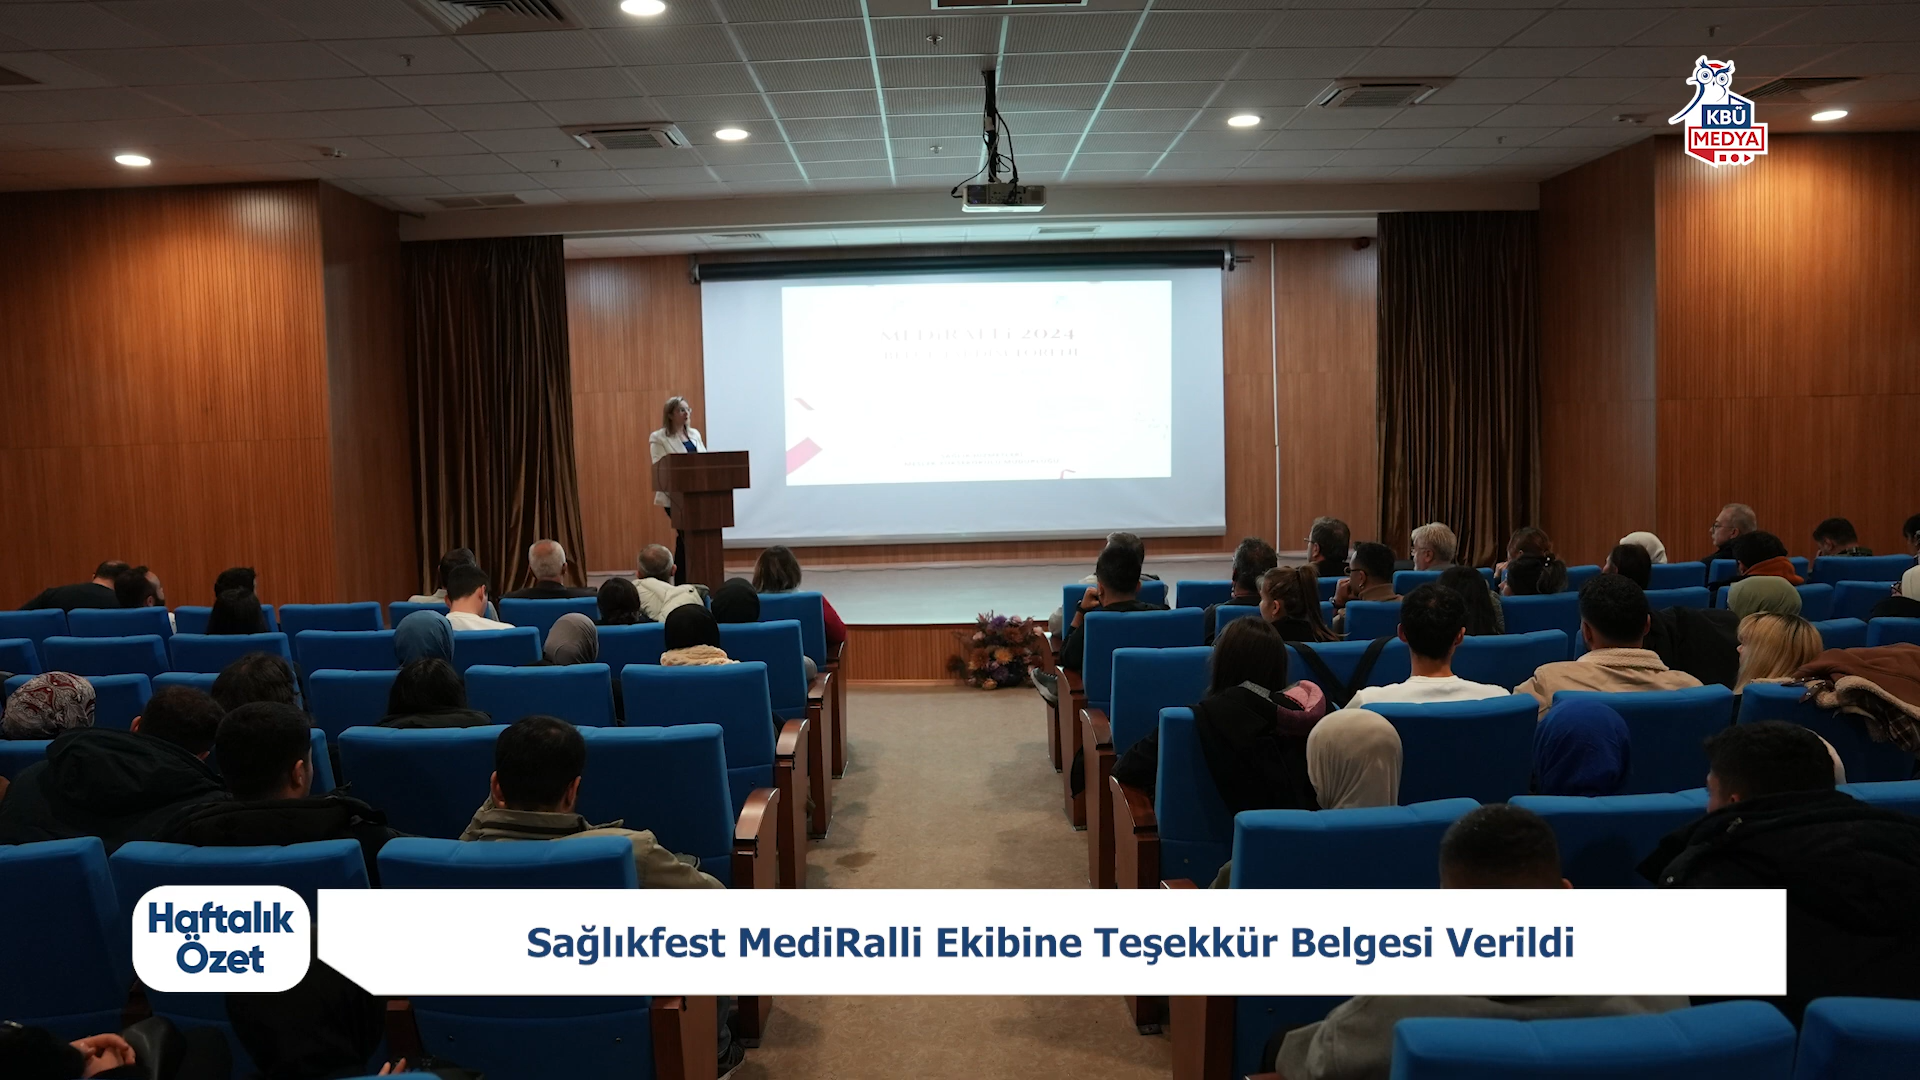 KBÜ
MEDYA
MEDİRALLİ 2024
Haftalık
Özet
Sağlıkfest MediRalli Ekibine Teşekkür Belgesi Verildi